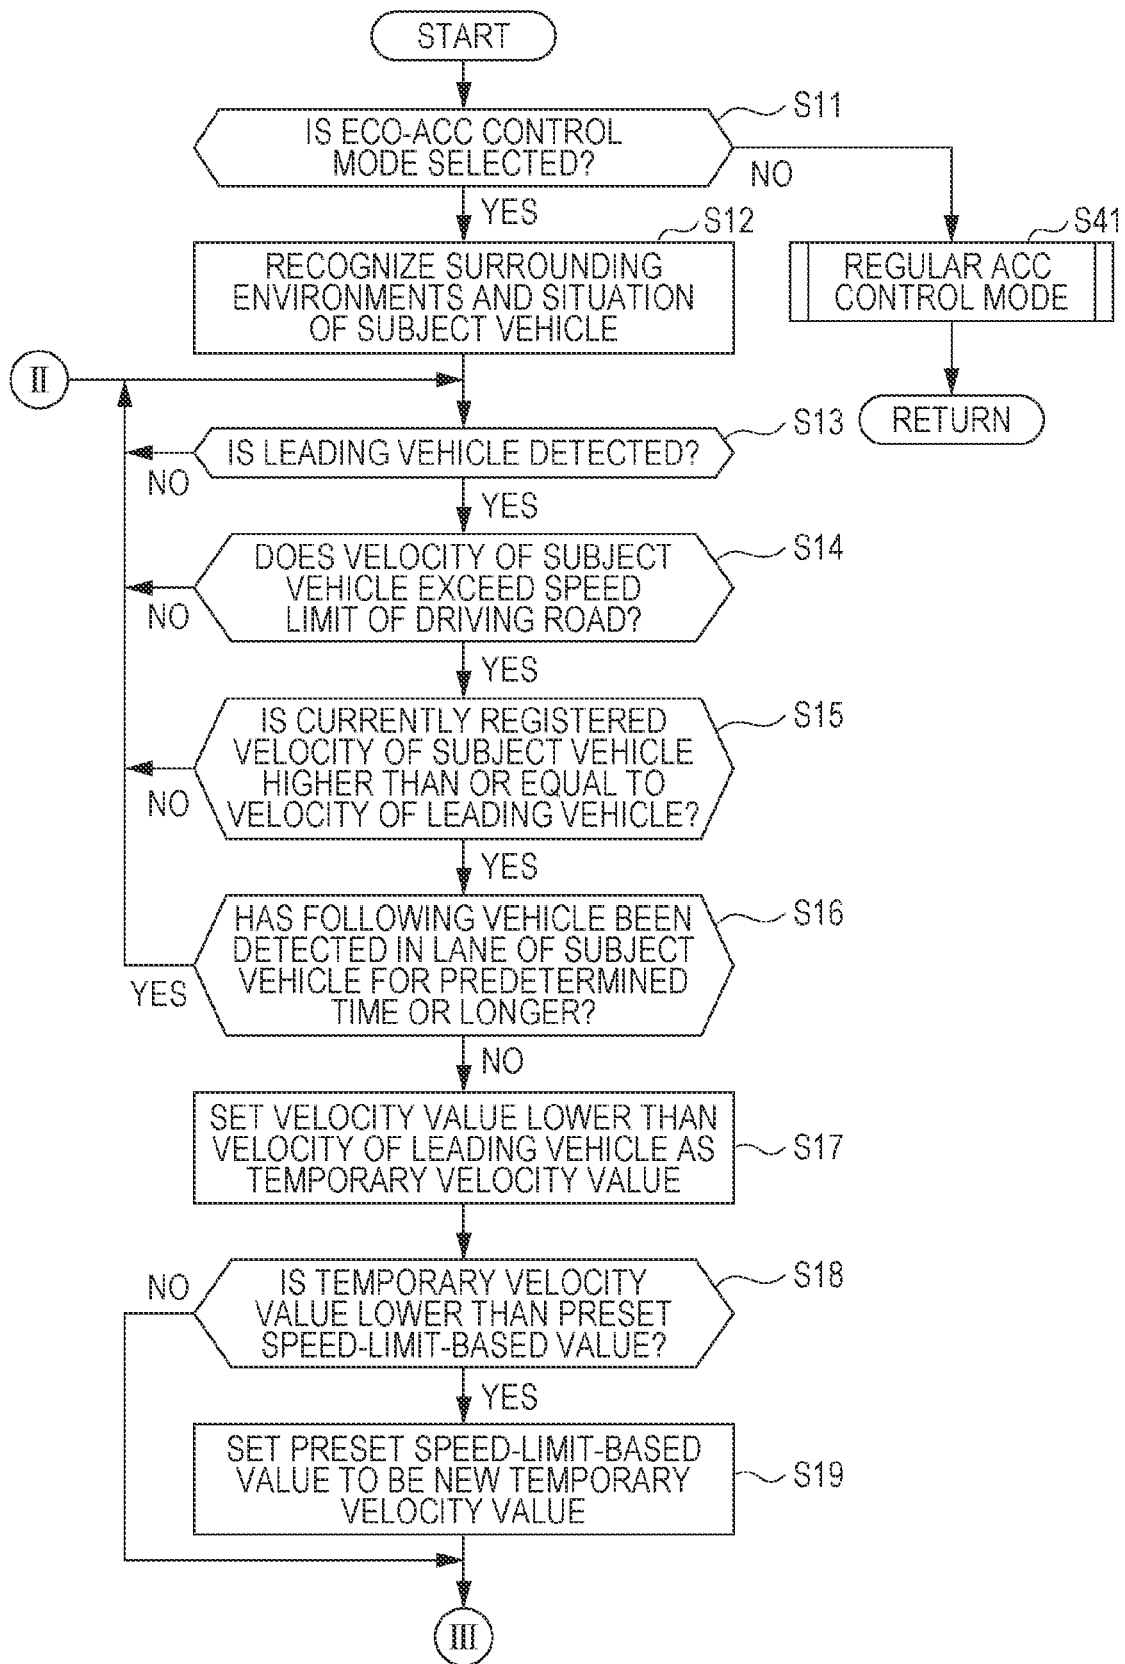 START
S11
IS ECO-ACC CONTROL
MODE SELECTED?
NO
YES
S12
S41
RECOGNIZE SURROUNDING
ENVIRONMENTS AND SITUATION
OF SUBJECT VEHICLE
REGULAR ACC
CONTROL MODE
II
RETURN
S13
IS LEADING VEHICLE DETECTED?
NO
YES
S14
DOES VELOCITY OF SUBJECT
VEHICLE EXCEED SPEED
LIMIT OF DRIVING ROAD?
NO
YES
S15
IS CURRENTLY REGISTERED
VELOCITY OF SUBJECT VEHICLE
HIGHER THAN OR EQUAL TO
VELOCITY OF LEADING VEHICLE?
NO
YES
S16
HAS FOLLOWING VEHICLE BEEN
DETECTED IN LANE OF SUBJECT
VEHICLE FOR PREDETERMINED
TIME OR LONGER?
YES
NO
SET VELOCITY VALUE LOWER THAN
VELOCITY OF LEADING VEHICLE AS
TEMPORARY VELOCITY VALUE
S17
NO
S18
IS TEMPORARY VELOCITY
VALUE LOWER THAN PRESET
SPEED-LIMIT-BASED VALUE?
YES
SET PRESET SPEED-LIMIT-BASED
VALUE TO BE NEW TEMPORARY
VELOCITY VALUE
S19
III